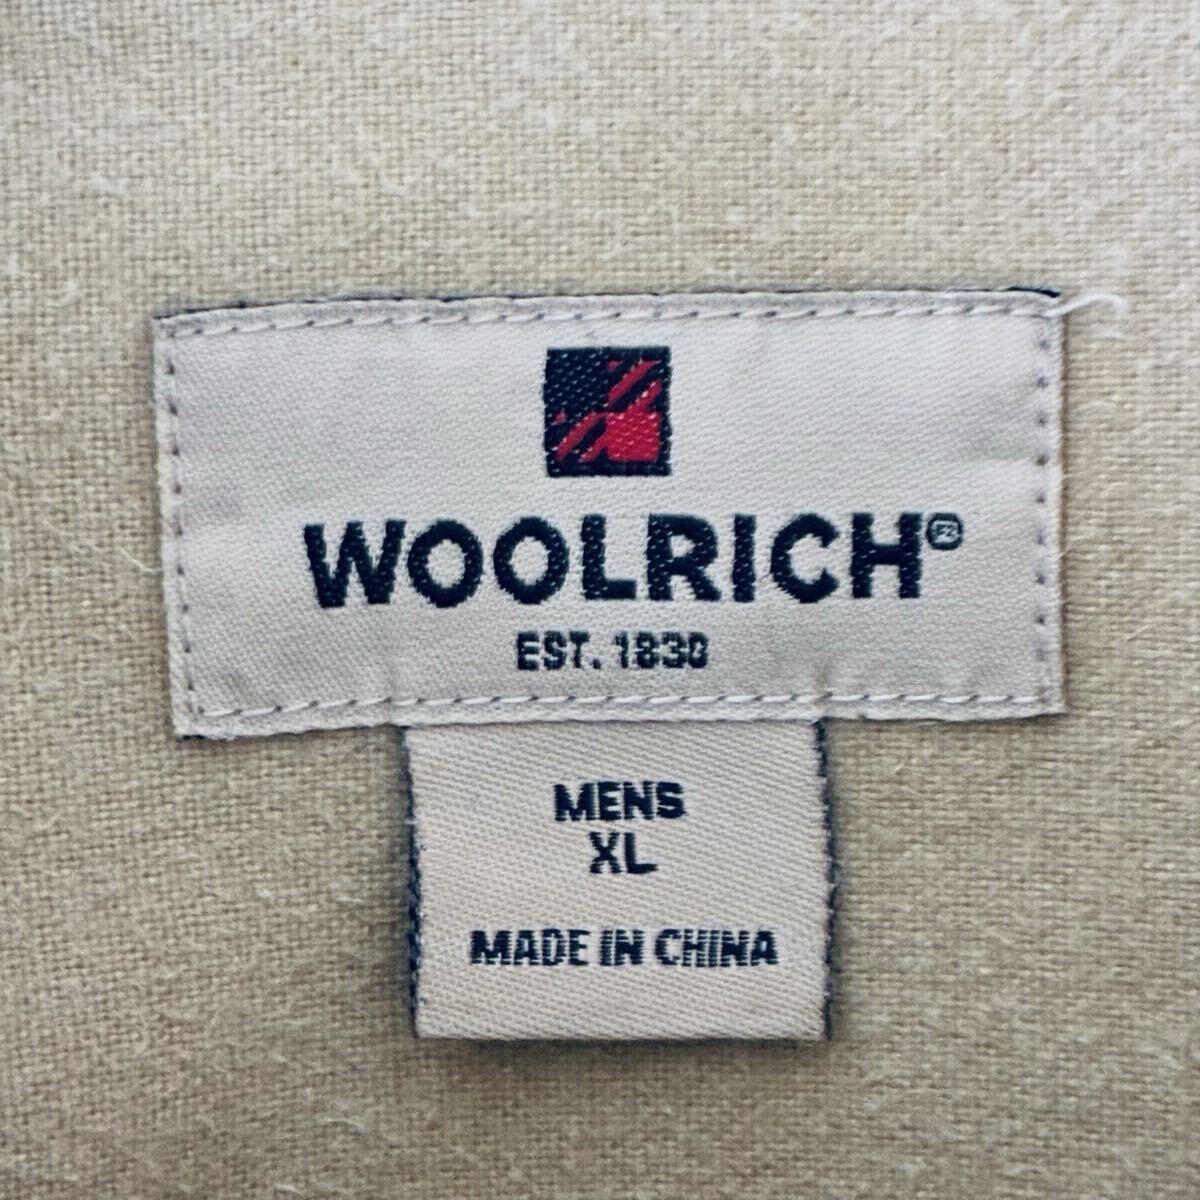 WOOLRICH®
EST. 1830
MENS
XL
MADE IN CHINA